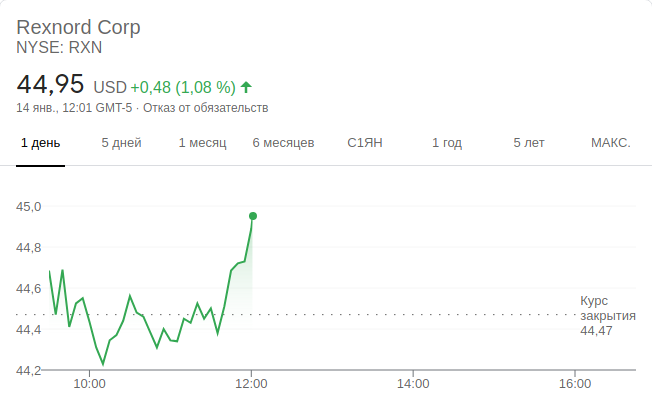 Rexnord Corp
NYSE: RXN
44,95 USD +0,48 (1,08 %)
14 янв., 12:01 GMT-5 · Отказ от обязательств
1 день 5 дней 1 месяц 6 месяцев С1ЯН 1 год 5 лет МАКС.
45,0
44,8
44,6
44,4
44,2
Курс
закрытия
44,47
10:00 12:00 14:00 16:00